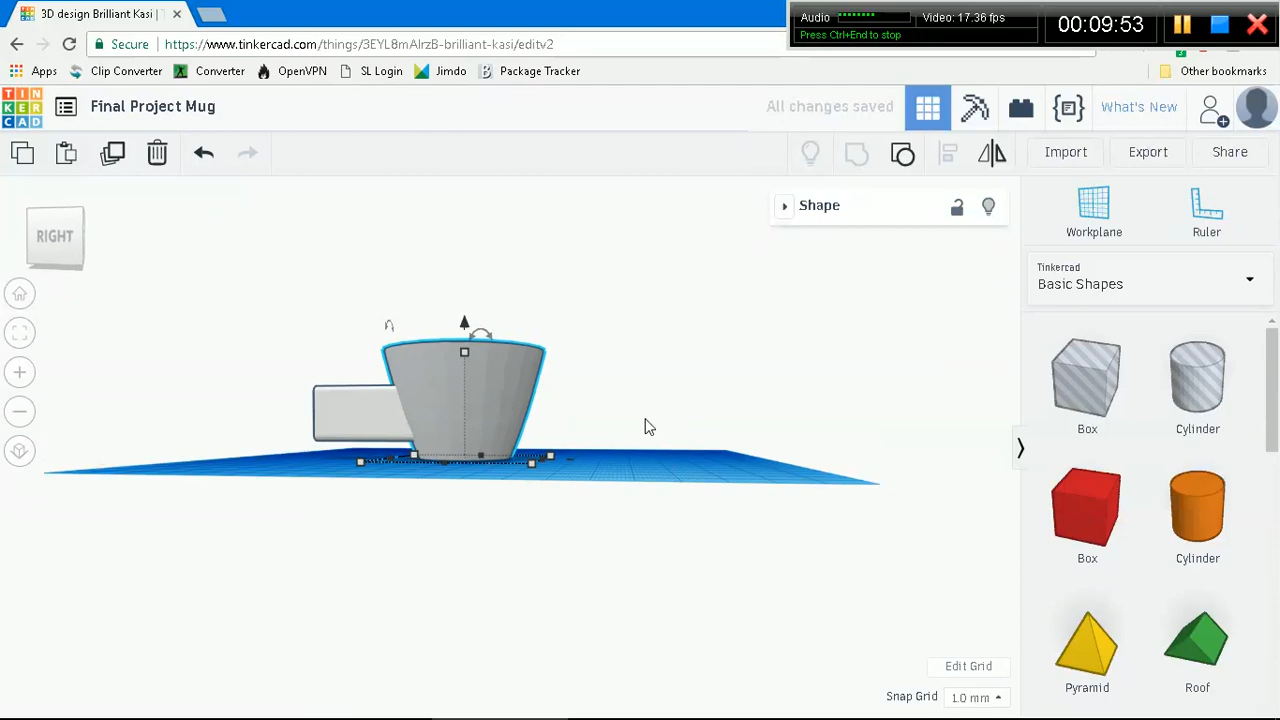 3D design Brilliant Kasi | T
Audio
Video: 17.36 fps
Press Ctrl+End to stop
00:09:53
Secure
https://www.tinkercad.com/things/3EYL8mAlrzB-brilliant-kasi/editv2
Apps
Clip Converter
Converter
OpenVPN
SL Login
Jimdo
Package Tracker
Other bookmarks
TIN
KER
CAD
Final Project Mug
All changes saved
What's New
Import
Export
Share
RIGHT
Shape
Workplane
Ruler
Tinkercad
Basic Shapes
Box
Cylinder
Box
Cylinder
Pyramid
Roof
Edit Grid
Snap Grid
1.0 mm